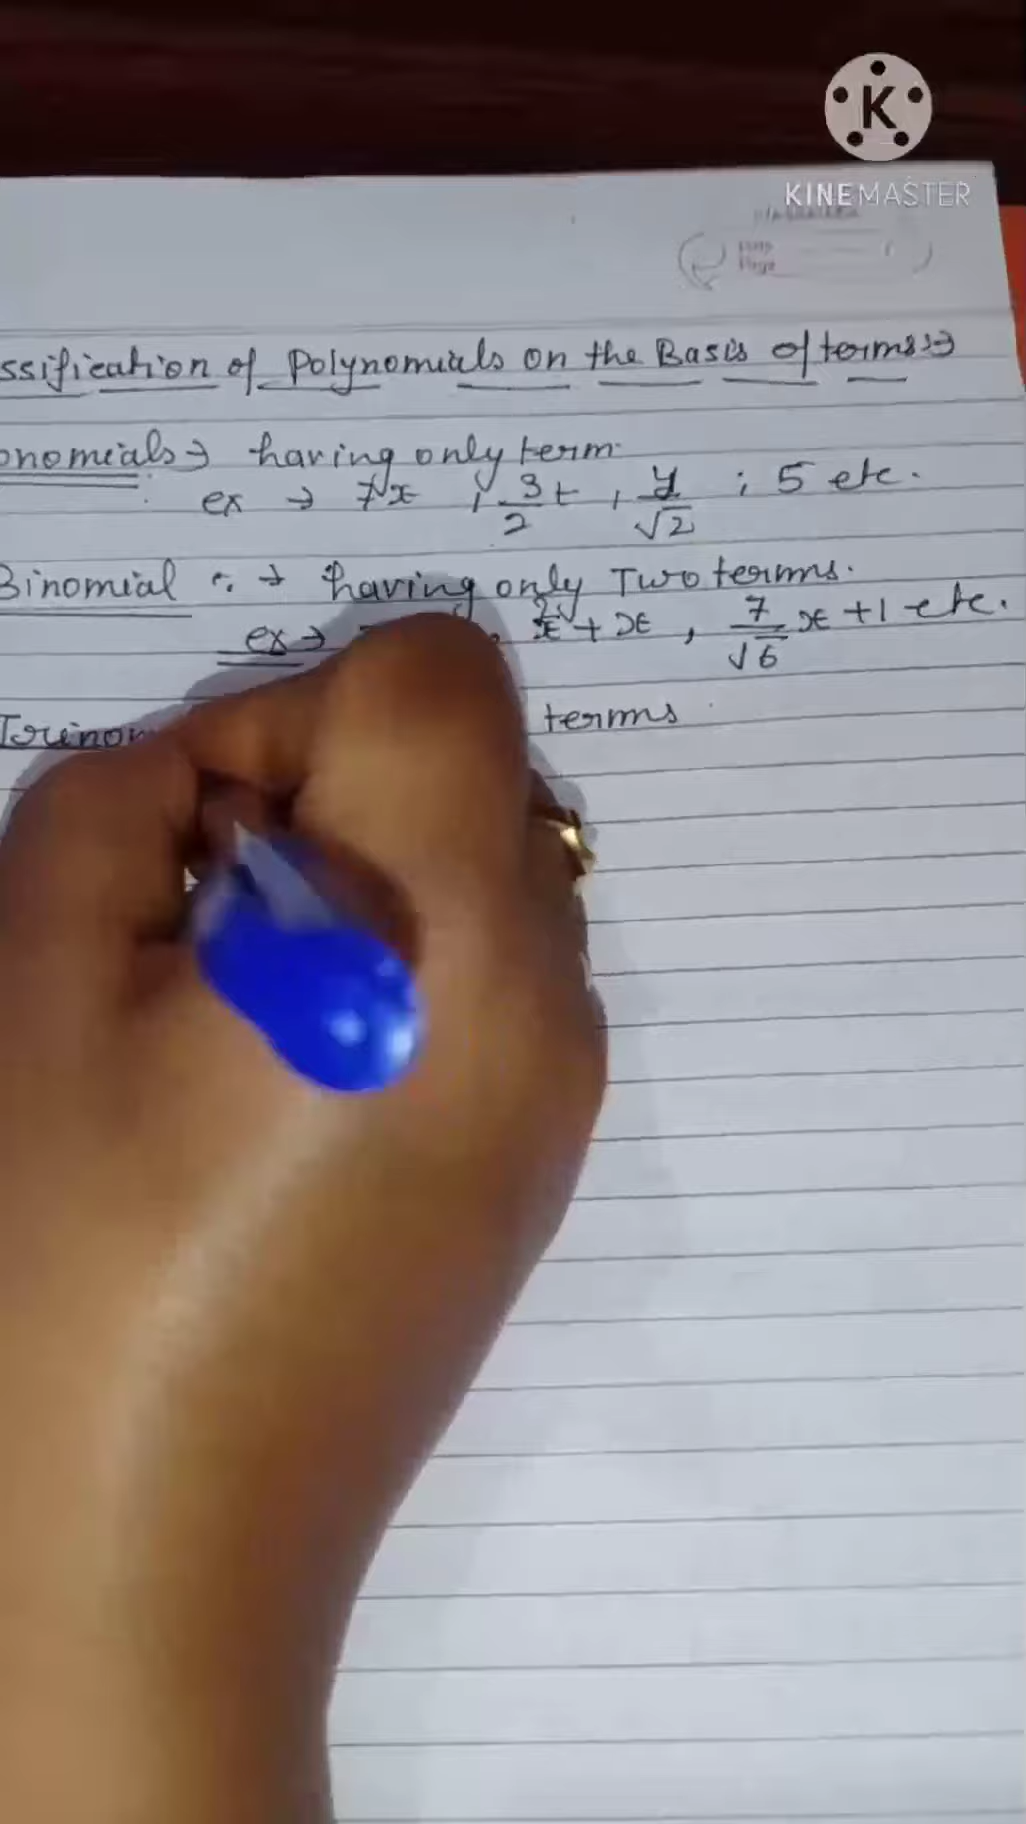 KINEMASTER
ssification of Polynomials on the Basis of terms:→
onomials → having only term.
ex → 7x , 3/2 t , y/√2 ; 5 etc.
Binomial :→ having only Two terms.
ex → x² + x , 7/√6 x + 1 etc.
terms